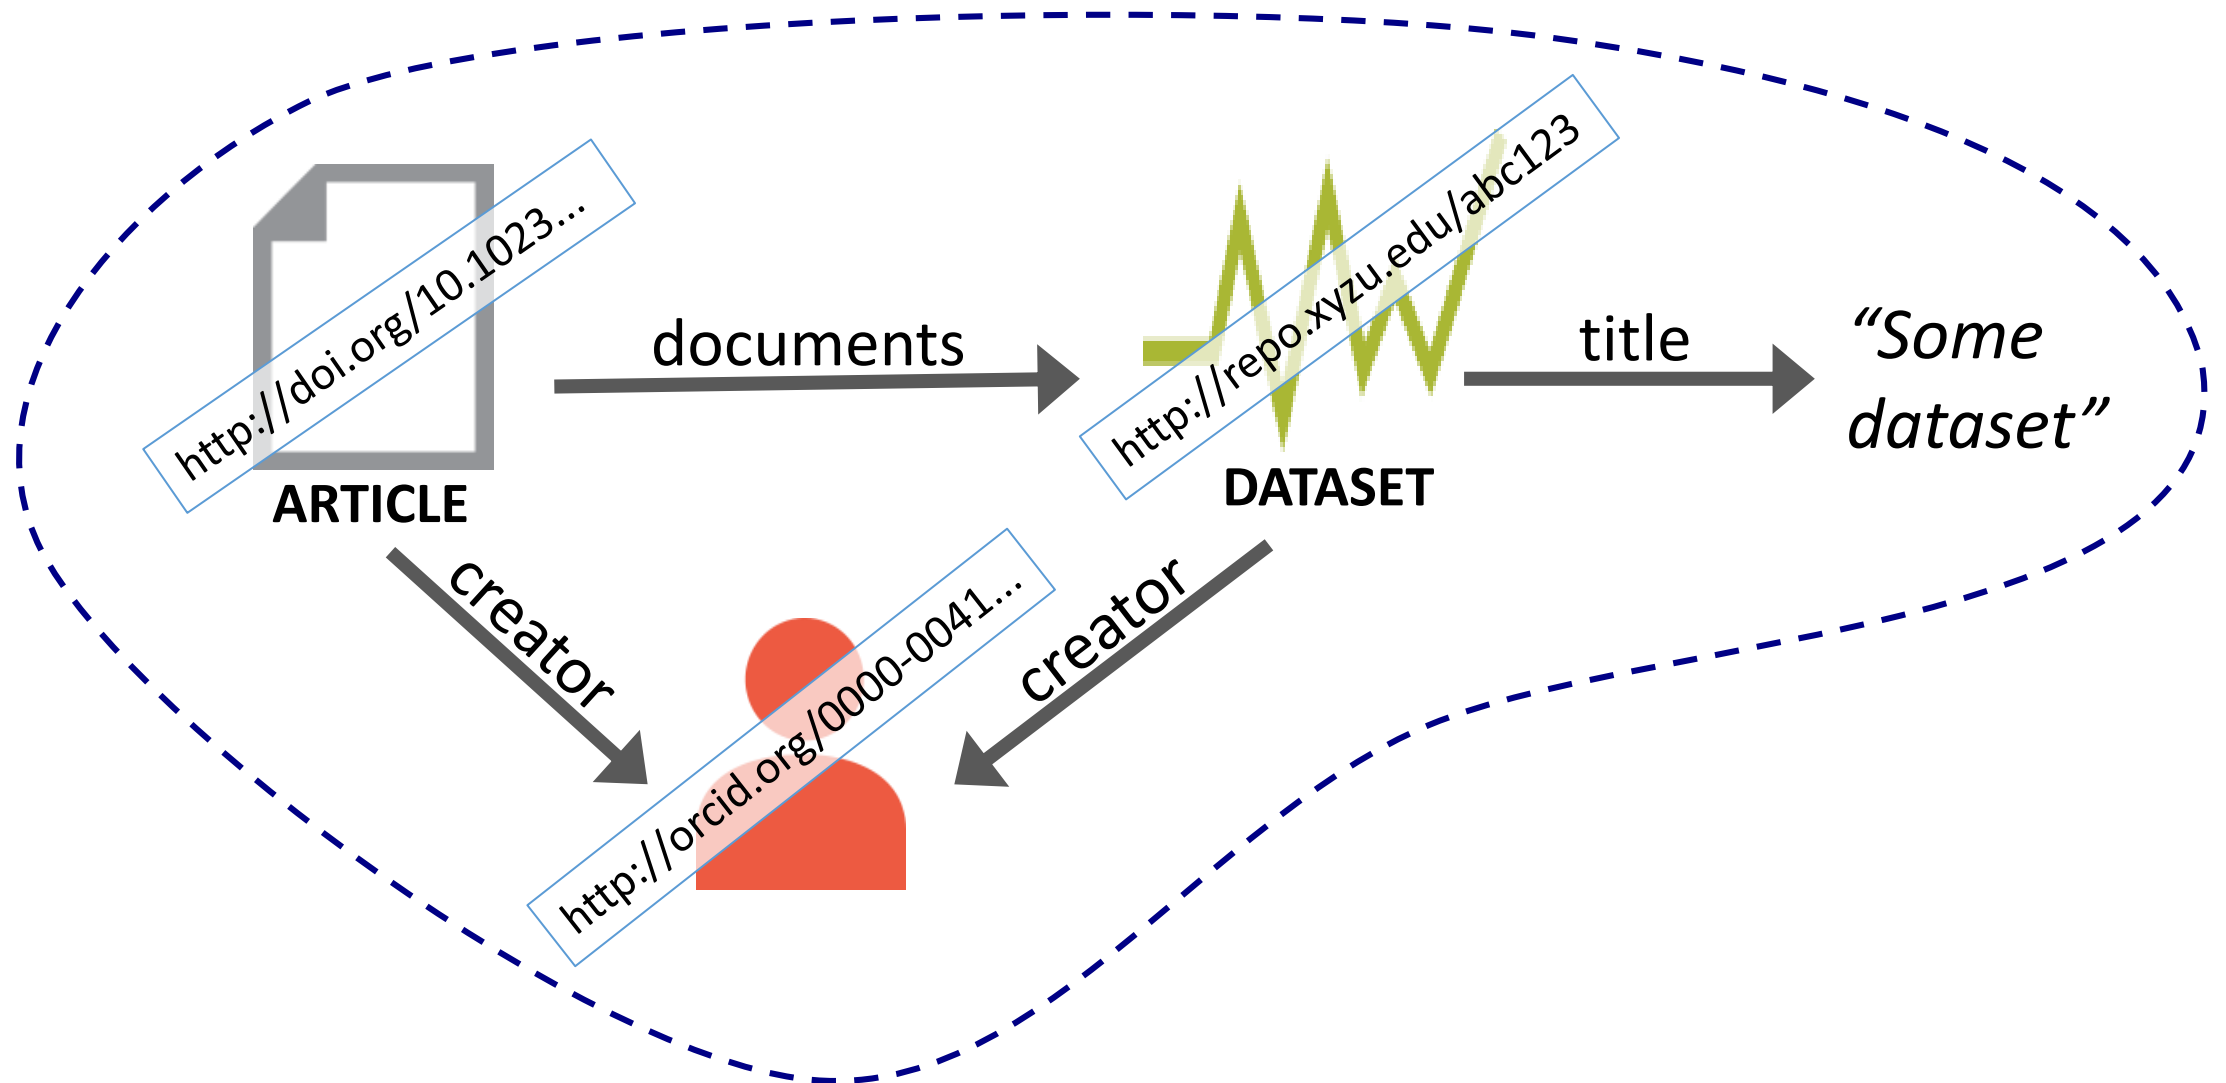 http://doi.org/10.1023...
ARTICLE
documents
http://repo.xyzu.edu/abc123
DATASET
title
“Some
dataset”
creator
http://orcid.org/0000-0041...
creator